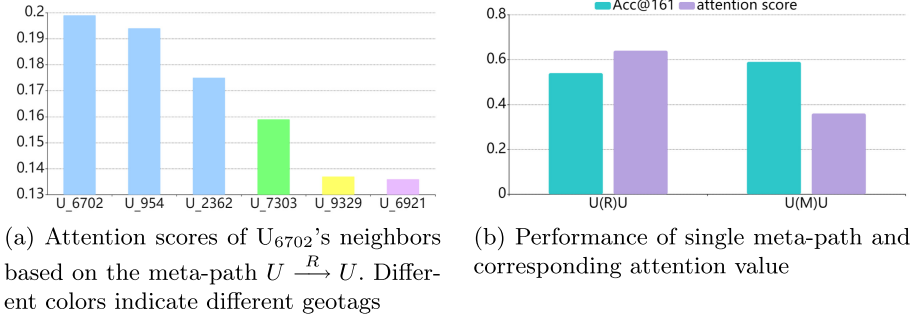 0.2
0.19
0.18
0.17
0.16
0.15
0.14
0.13
U_6702 U_954 U_2362 U_7303 U_9329 U_6921
(a) Attention scores of U6702's neighbors
based on the meta-path U R⟶ U. Differ-
ent colors indicate different geotags
Acc@161 attention score
0.8
0.6
0.4
0.2
0
U(R)U U(M)U
(b) Performance of single meta-path and
corresponding attention value